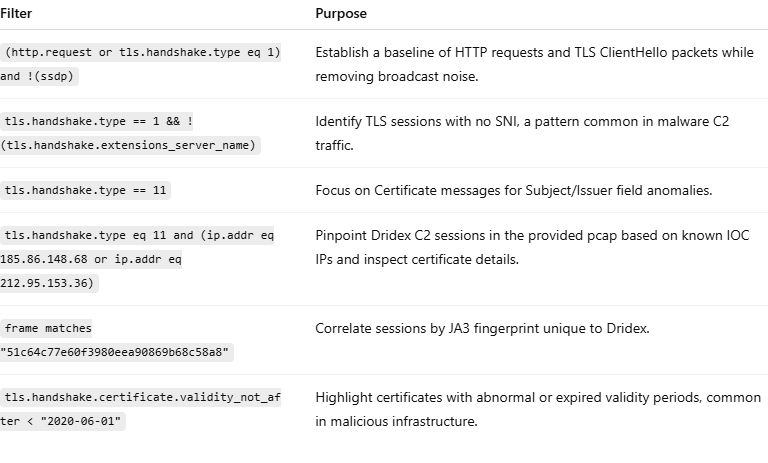 Filter Purpose
(http.request or tls.handshake.type eq 1) Establish a baseline of HTTP requests and TLS ClientHello packets while
and !(ssdp) removing broadcast noise.
tls.handshake.type == 1 && ! Identify TLS sessions with no SNI, a pattern common in malware C2
(tls.handshake.extensions_server_name) traffic.
tls.handshake.type == 11 Focus on Certificate messages for Subject/Issuer field anomalies.
tls.handshake.type eq 11 and (ip.addr eq Pinpoint Dridex C2 sessions in the provided pcap based on known IOC
185.86.148.68 or ip.addr eq IPs and inspect certificate details.
212.95.153.36)
frame matches Correlate sessions by JA3 fingerprint unique to Dridex.
"51c64c77e60f3980eea90869b68c58a8"
tls.handshake.certificate.validity_not_af Highlight certificates with abnormal or expired validity periods, common
ter < "2020-06-01" in malicious infrastructure.